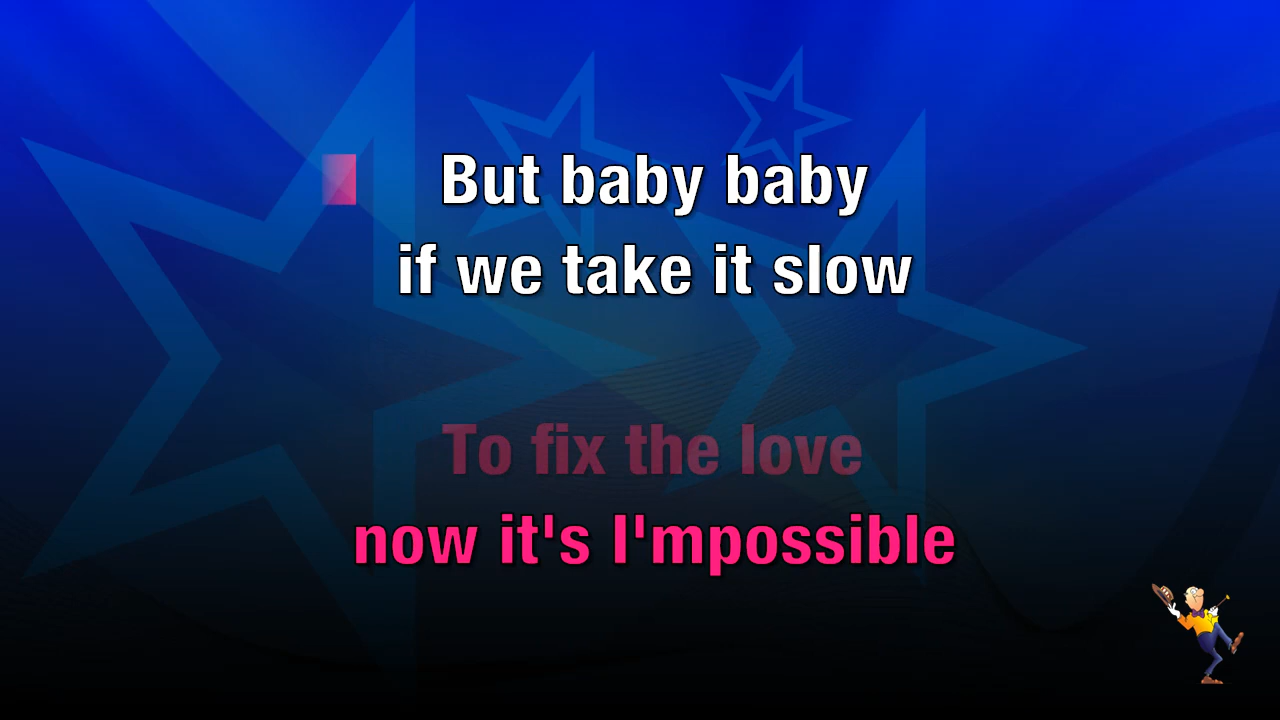 But baby baby
if we take it slow
To fix the love
now it's I'mpossible